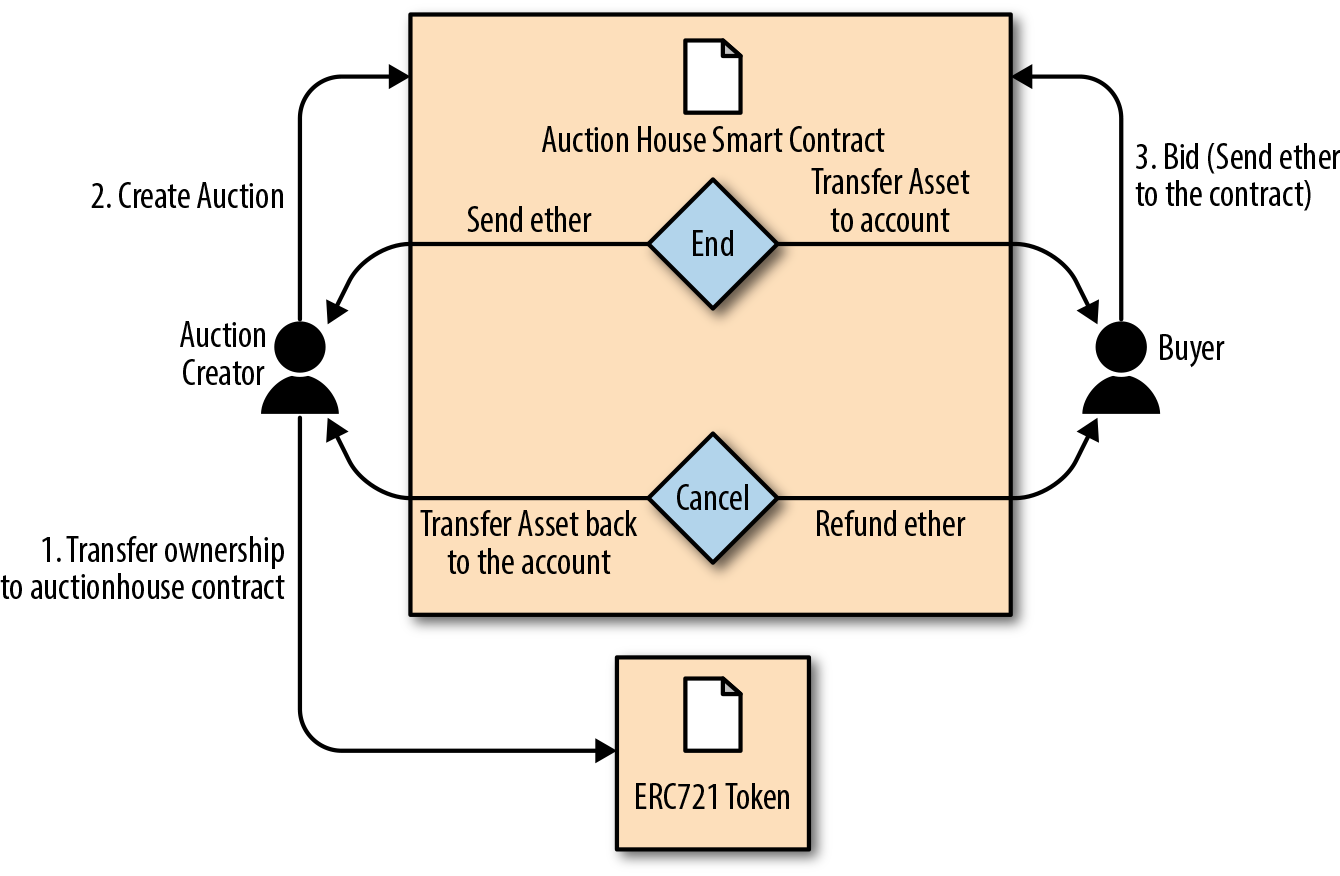 Auction House Smart Contract
2. Create Auction
3. Bid (Send ether
to the contract)
Send ether
End
Transfer Asset
to account
Auction
Creator
Buyer
Cancel
Transfer Asset back
to the account
Refund ether
1. Transfer ownership
to auctionhouse contract
ERC721 Token